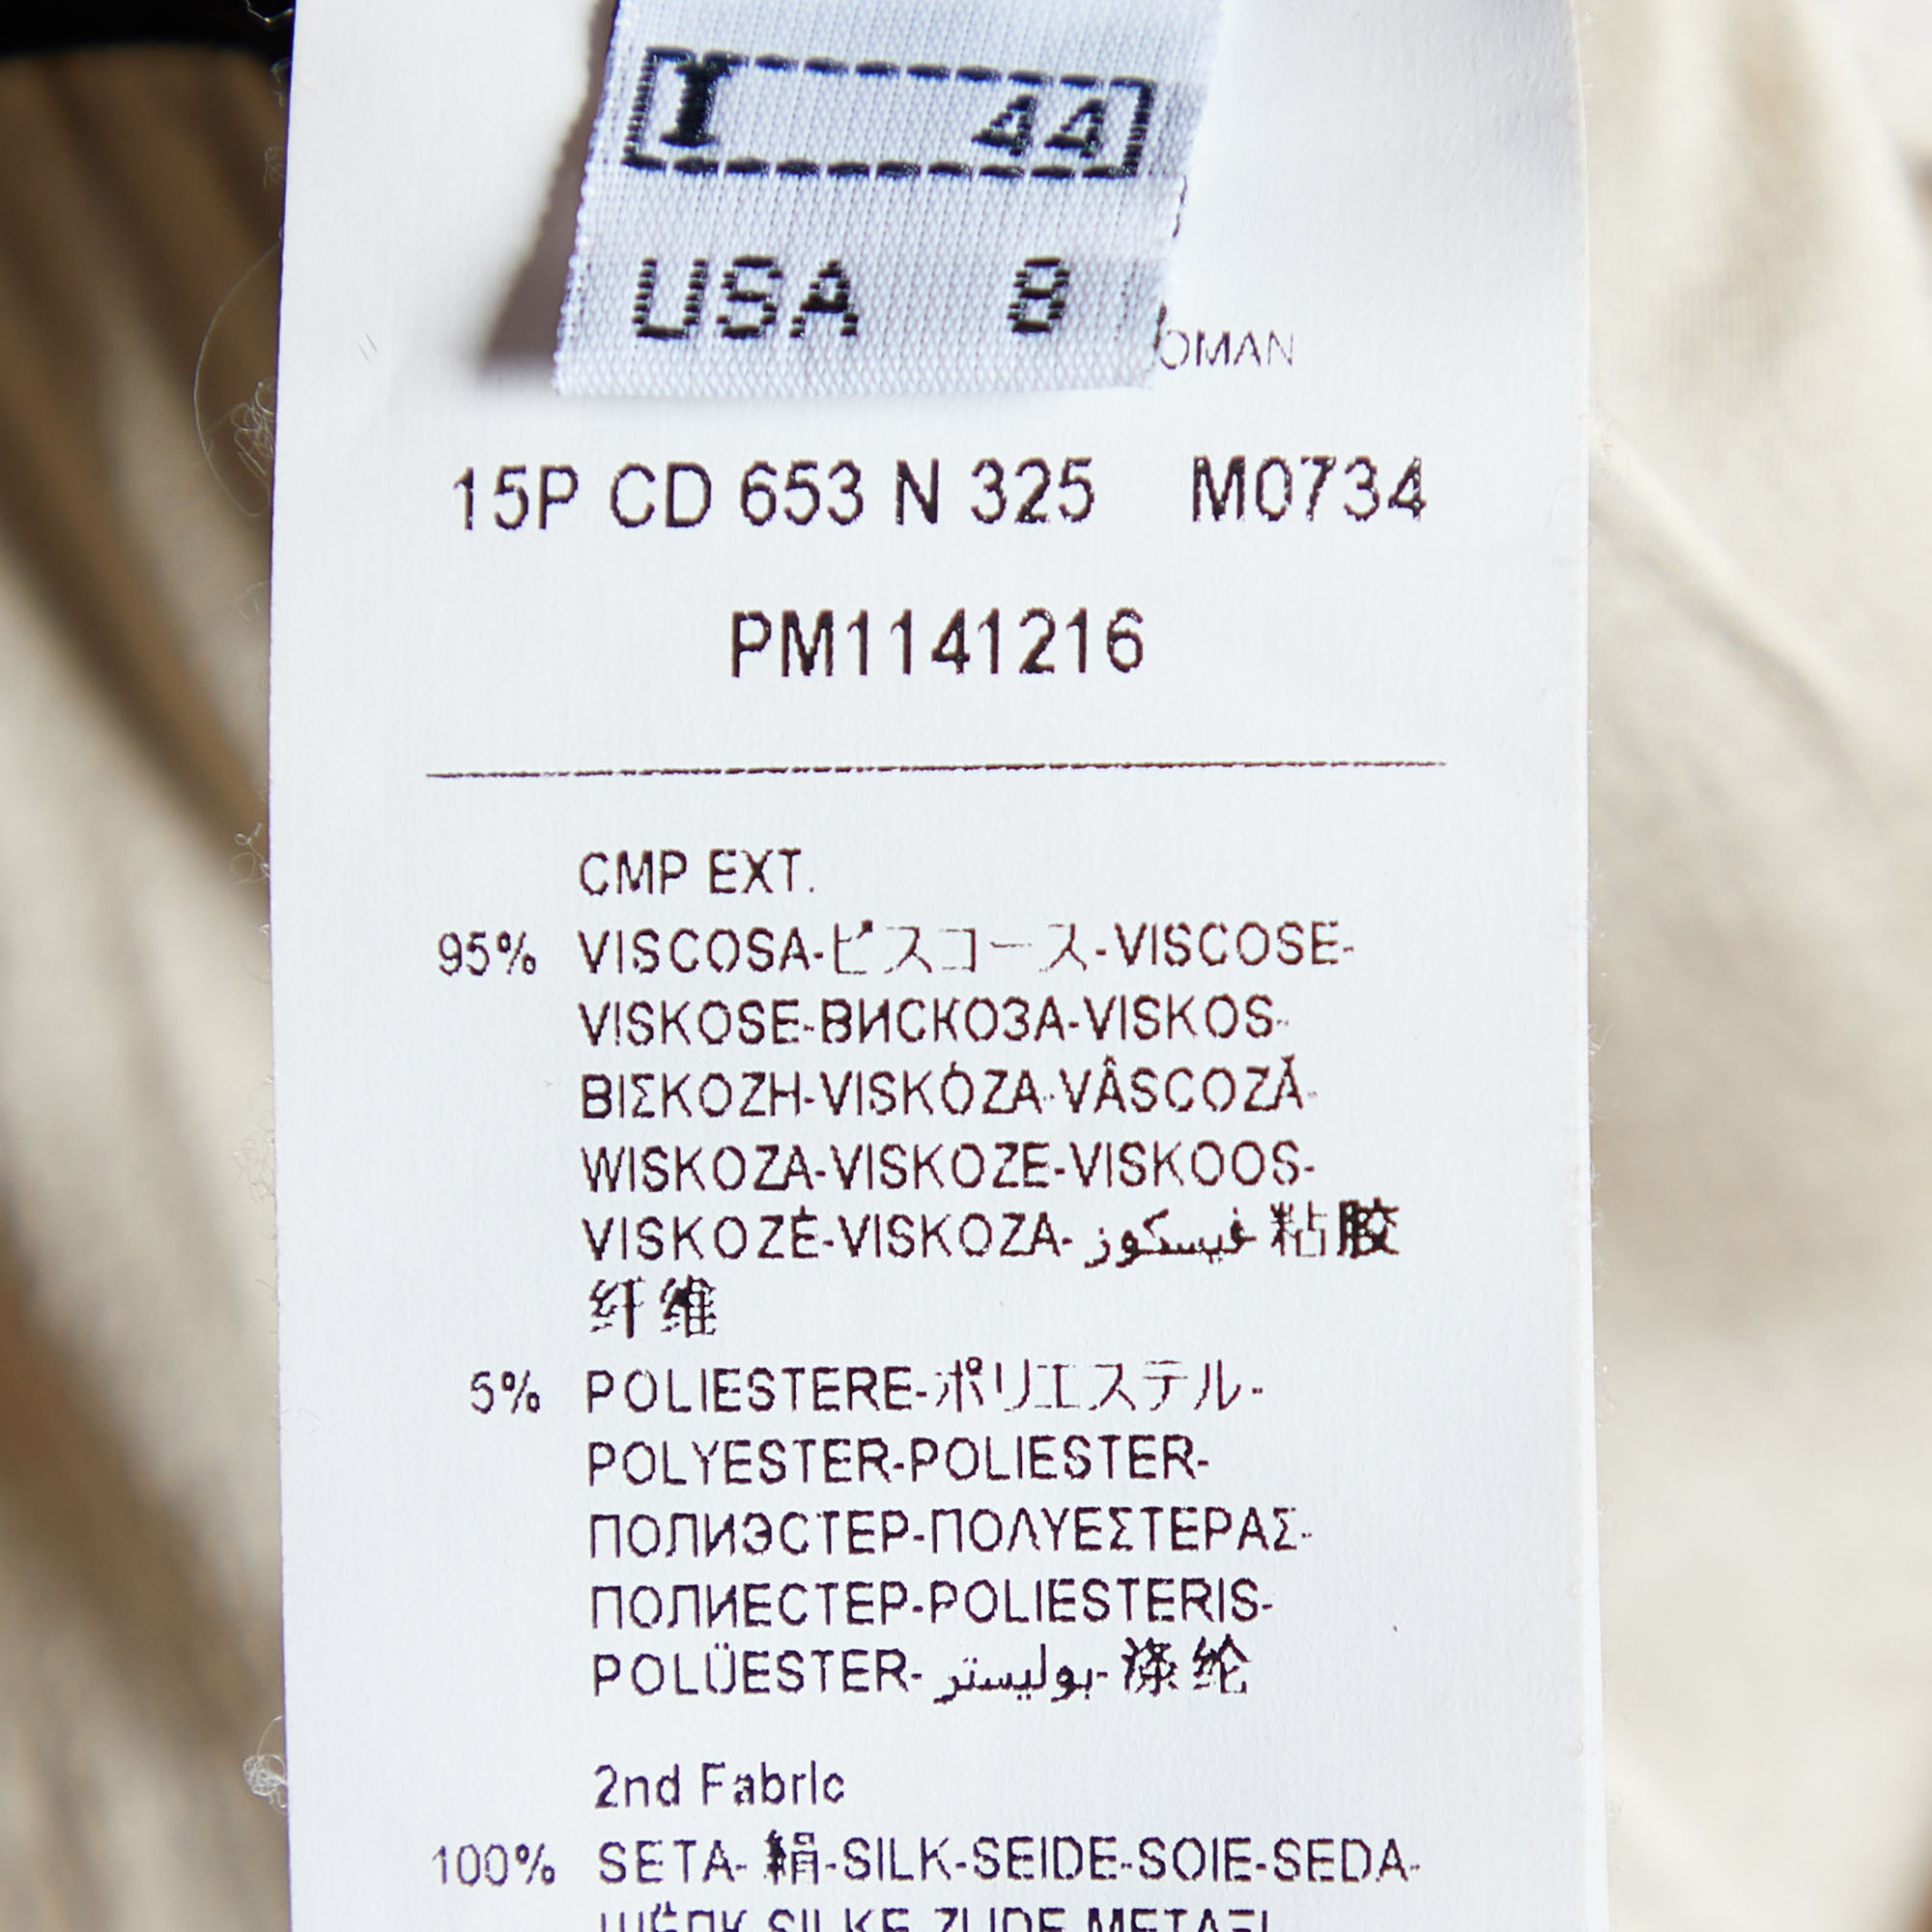 I 44
USA 8
OMAN
15P CD 653 N 325 M0734
PM1141216
CMP EXT.
95% VISCOSA-ビスコース-VISCOSE-
VISKOSE-ВИСКОЗА-VISKOS-
ΒΙΣΚΟΖΗ-VISKÓZA-VÂSCOZĂ-
WISKOZA-VISKOZE-VISKOOS-
VISKOZĖ-VISKOZA- فيسكوز 粘胶
纤维
5% POLIESTERE-ポリエステル-
POLYESTER-POLIESTER-
ПОЛИЭСТЕР-ΠΟΛΥΕΣΤΕΡΑΣ-
ПОЛИЕСТЕР-POLIESTERIS-
POLÜESTER- بوليستر- 涤纶
2nd Fabric
100% SETA- 絹-SILK-SEIDE-SOIE-SEDA-